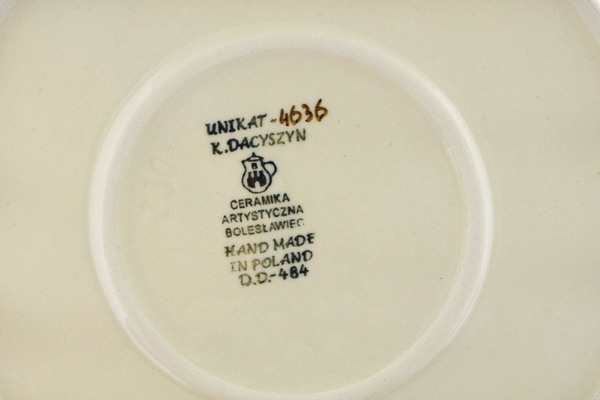 UNIKAT-4636
K.DACYSZYN
CERAMIKA
ARTYSTYCZNA
BOLESŁAWIEC
HAND MADE
IN POLAND
D.D.-484